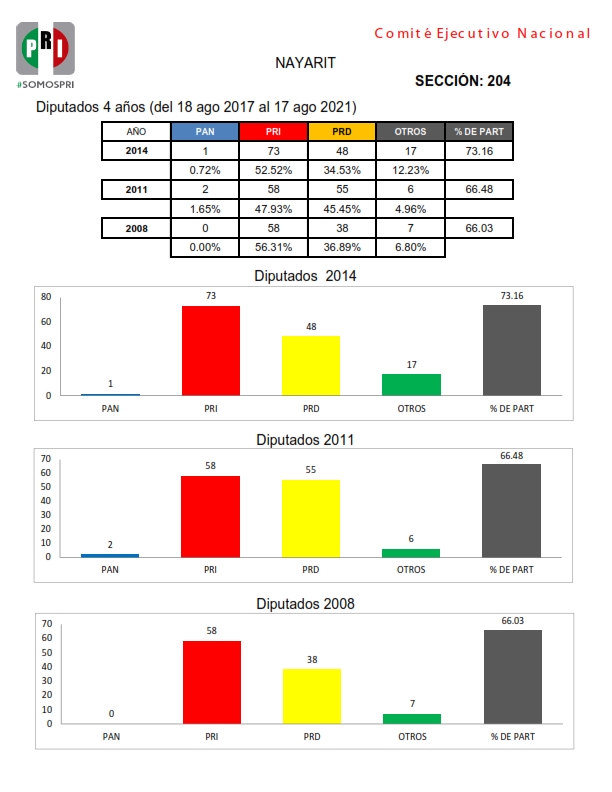 PRI
#SOMOSPRI
Comité Ejecutivo Nacional
NAYARIT
SECCIÓN: 204
Diputados 4 años (del 18 ago 2017 al 17 ago 2021)
AÑO PAN PRI PRD OTROS % DE PART
2014 1 73 48 17 73.16
0.72% 52.52% 34.53% 12.23%
2011 2 58 55 6 66.48
1.65% 47.93% 45.45% 4.96%
2008 0 58 38 7 66.03
0.00% 56.31% 36.89% 6.80%
Diputados 2014
80
60
40
20
0
1 73 48 17 73.16
PAN PRI PRD OTROS % DE PART
Diputados 2011
70
60
50
40
30
20
10
0
2 58 55 6 66.48
PAN PRI PRD OTROS % DE PART
Diputados 2008
70
60
50
40
30
20
10
0
0 58 38 7 66.03
PAN PRI PRD OTROS % DE PART